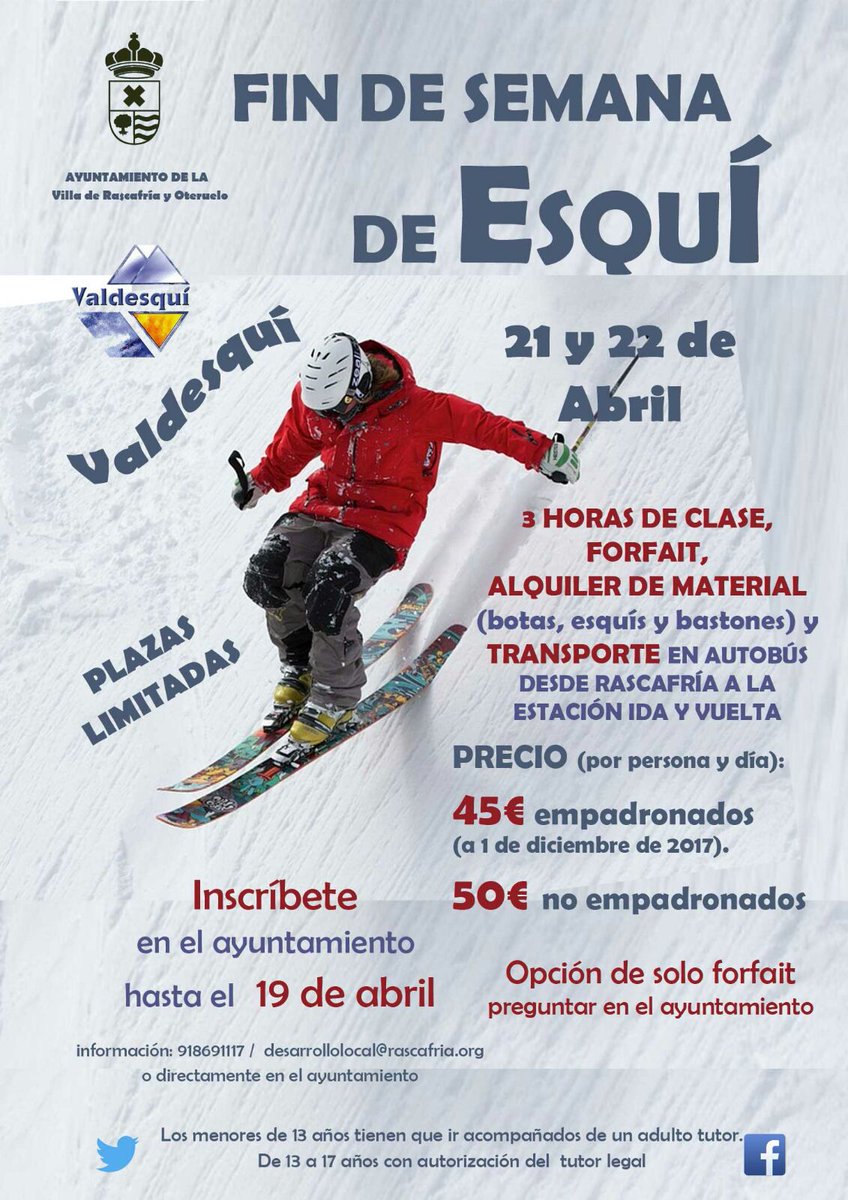 FIN DE SEMANA
DE ESQUÍ
AYUNTAMIENTO DE LA
Villa de Rascafría y Oteruelo
Valdesquí
Valdesquí
21 y 22 de
Abril
3 HORAS DE CLASE,
FORFAIT,
ALQUILER DE MATERIAL
(botas, esquís y bastones) y
TRANSPORTE EN AUTOBÚS
DESDE RASCAFRÍA A LA
ESTACIÓN IDA Y VUELTA
PLAZAS
LIMITADAS
PRECIO (por persona y día):
45€ empadronados
(a 1 de diciembre de 2017).
50€ no empadronados
Inscríbete
en el ayuntamiento
hasta el 19 de abril
Opción de solo forfait
preguntar en el ayuntamiento
información: 918691117 / desarrollolocal@rascafria.org
o directamente en el ayuntamiento
Los menores de 13 años tienen que ir acompañados de un adulto tutor.
De 13 a 17 años con autorización del tutor legal